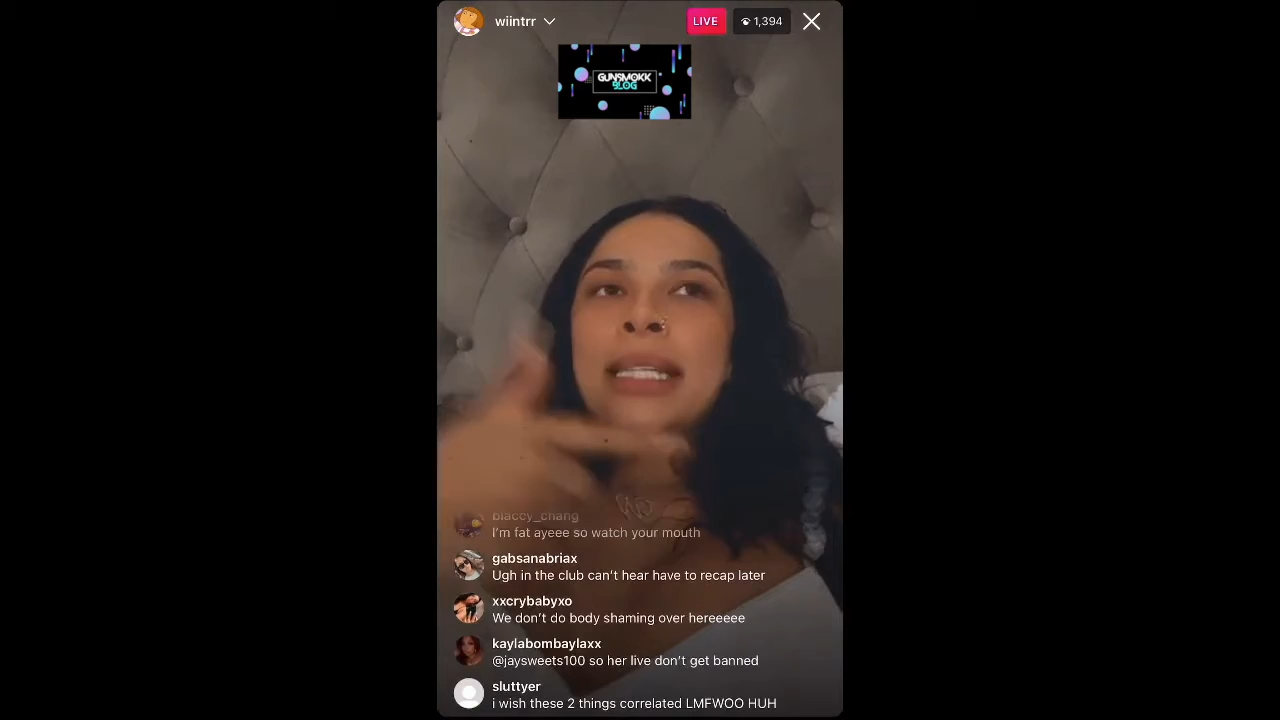 wiintrr
LIVE
1,394
GUNSMOKK
BLOG
blaccy_chang
I'm fat ayeee so watch your mouth
gabsanabriax
Ugh in the club can't hear have to recap later
xxcrybabyxo
We don't do body shaming over hereeeee
kaylabombaylaxx
@jaysweets100 so her live don't get banned
sluttyer
i wish these 2 things correlated LMFWOO HUH